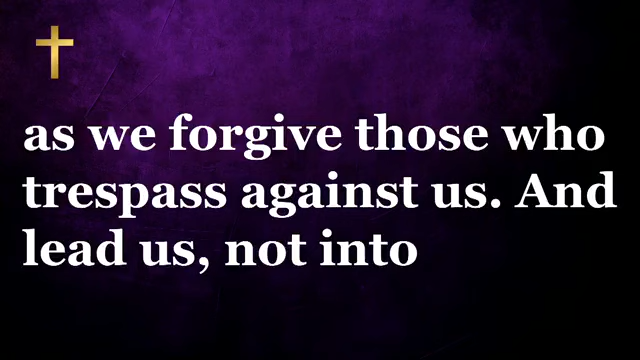 as we forgive those who
trespass against us. And
lead us, not into